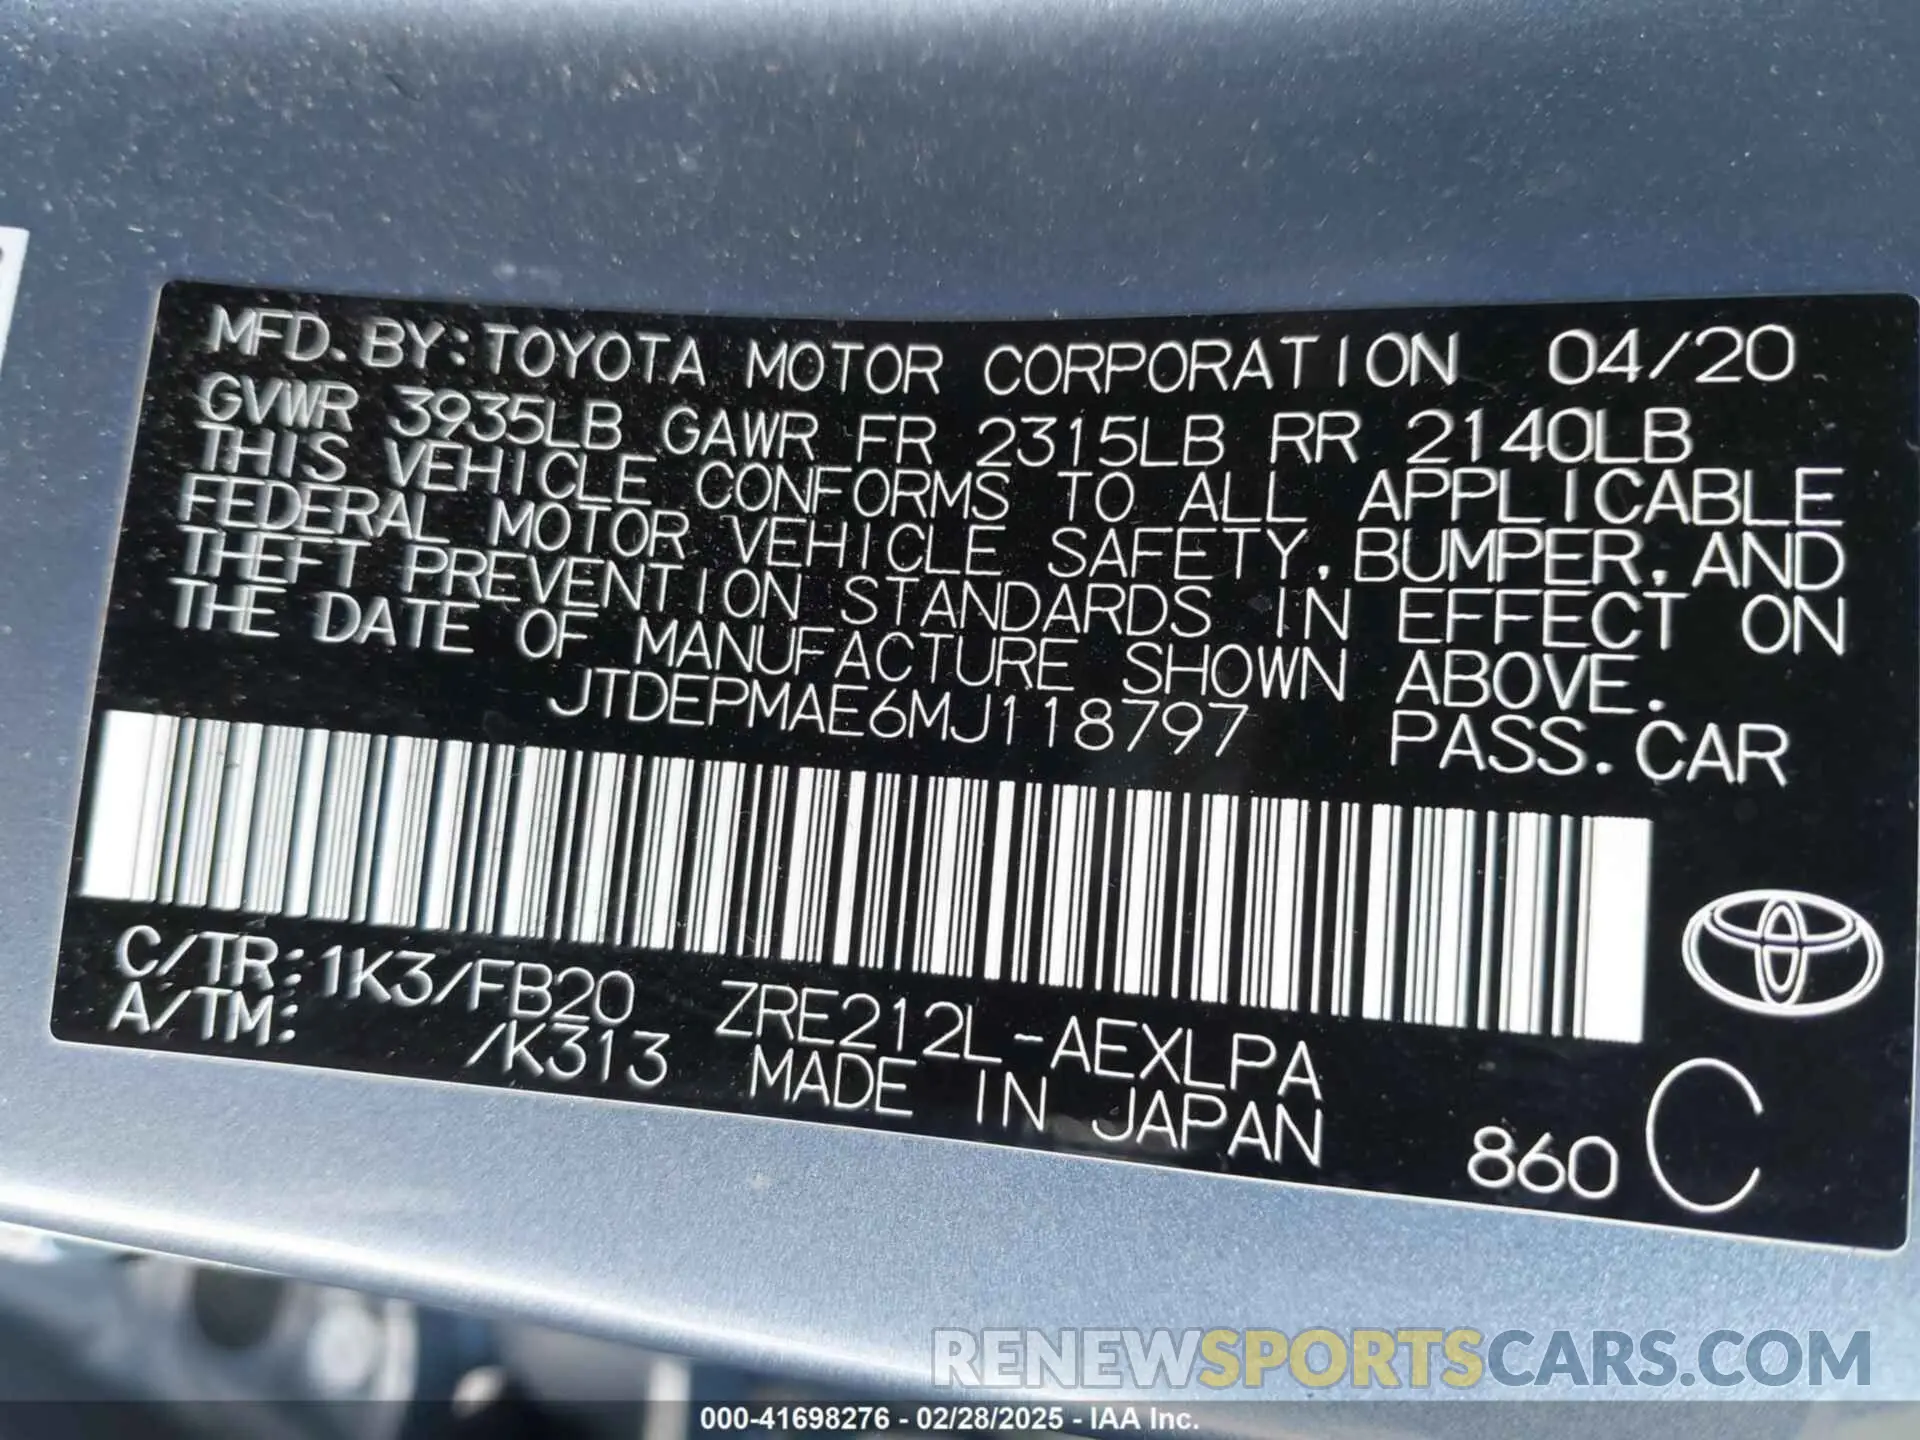 MFD. BY: TOYOTA MOTOR CORPORATION 04/20
GVWR 3935LB GAWR FR 2315LB RR 2140LB
THIS VEHICLE CONFORMS TO ALL APPLICABLE
FEDERAL MOTOR VEHICLE SAFETY, BUMPER, AND
THEFT PREVENTION STANDARDS IN EFFECT ON
THE DATE OF MANUFACTURE SHOWN ABOVE.
JTDEPMAE6MJ118797 PASS. CAR
C/TR: 1K3/FB20 ZRE212L-AEXLPA
A/TM: /K313 MADE IN JAPAN 860 C
RENEWSPORTSCARS.COM
000-41698276 - 02/28/2025 - IAA Inc.